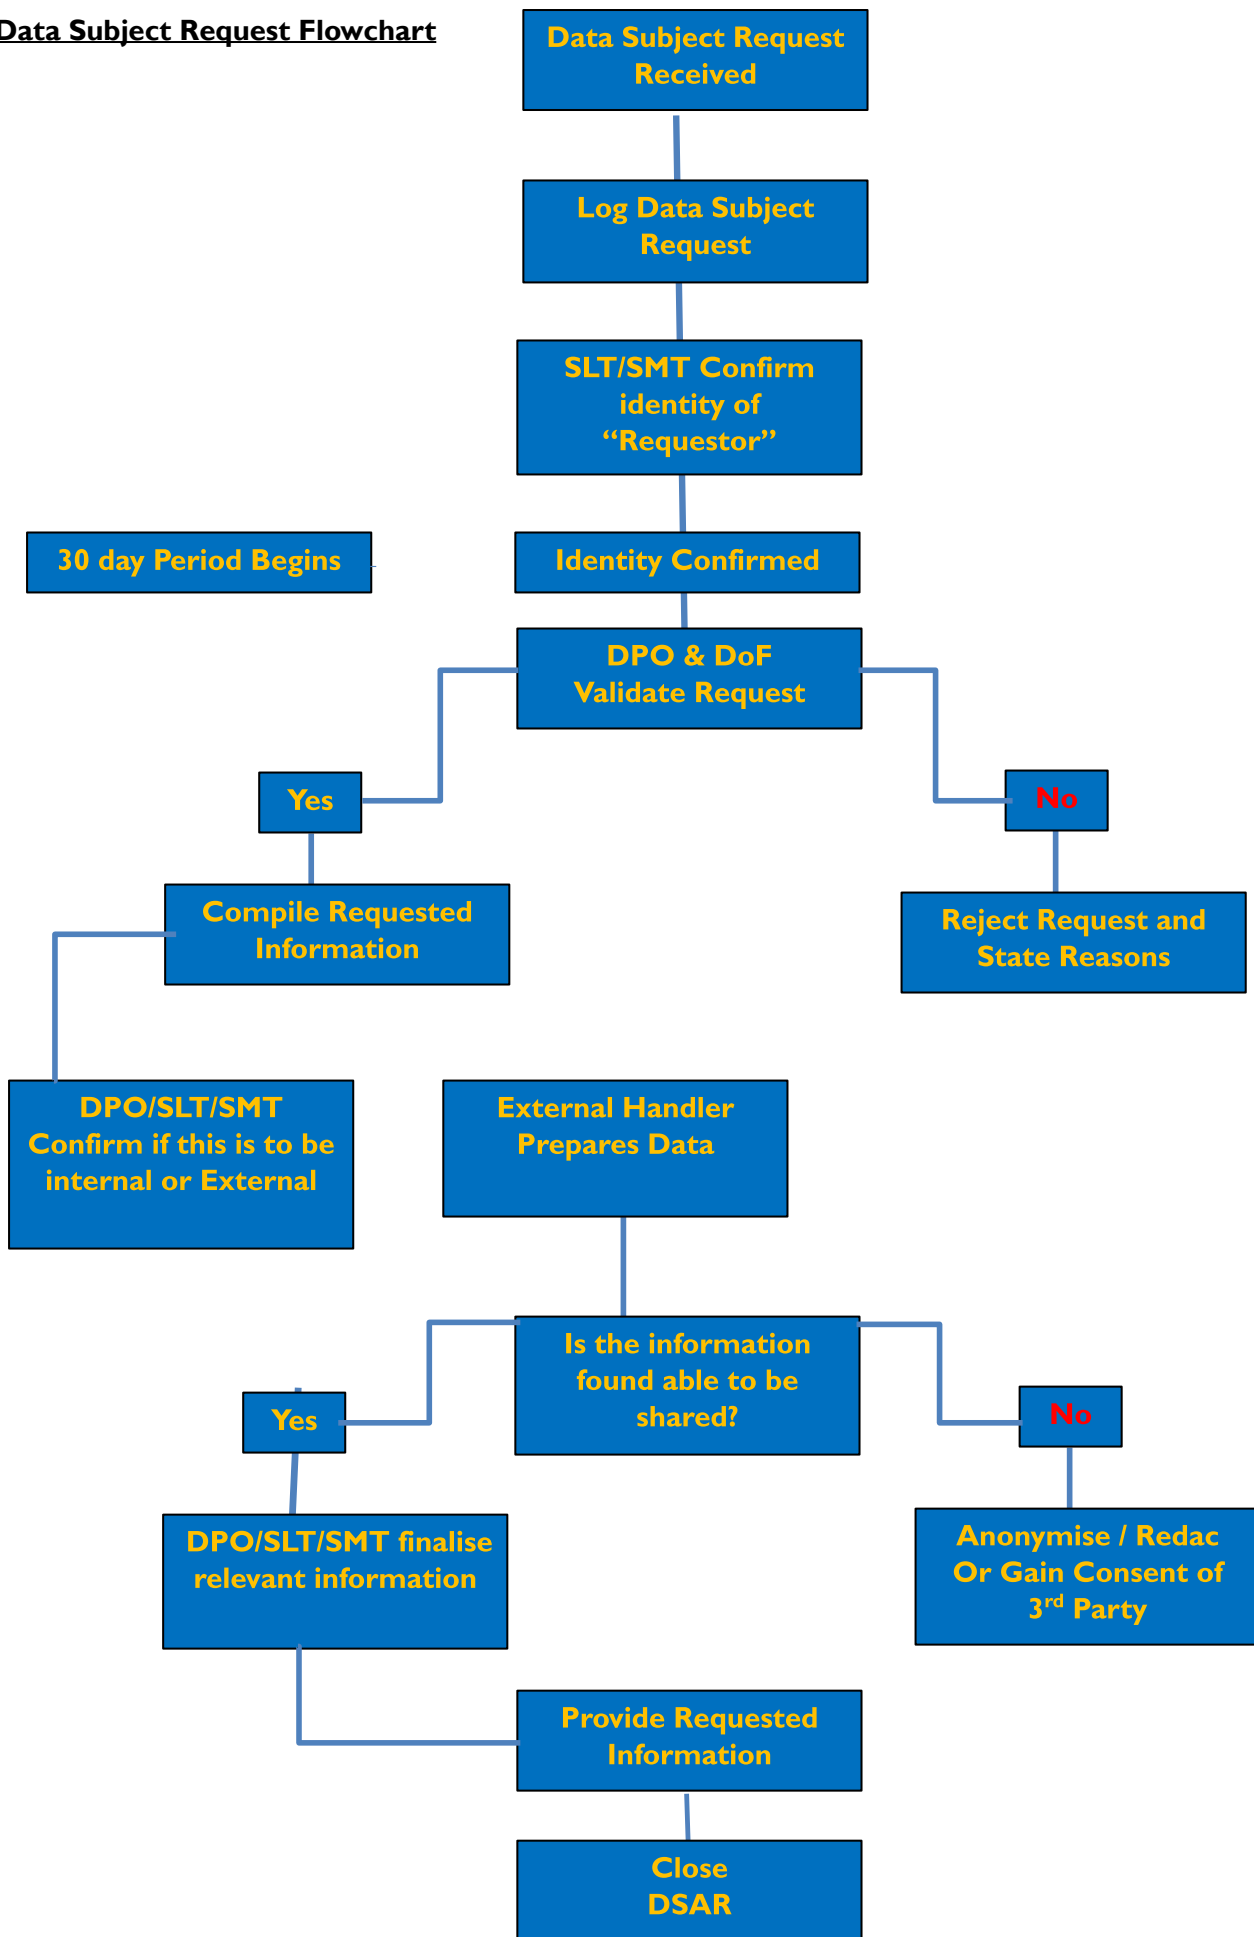 Data Subject Request Flowchart
Data Subject Request
Received
Log Data Subject
Request
SLT/SMT Confirm
identity of
“Requestor”
30 day Period Begins
Identity Confirmed
DPO & DoF
Validate Request
Yes
No
Compile Requested
Information
Reject Request and
State Reasons
DPO/SLT/SMT
Confirm if this is to be
internal or External
External Handler
Prepares Data
Is the information
found able to be
shared?
Yes
No
DPO/SLT/SMT finalise
relevant information
Anonymise / Redac
Or Gain Consent of
3rd Party
Provide Requested
Information
Close
DSAR